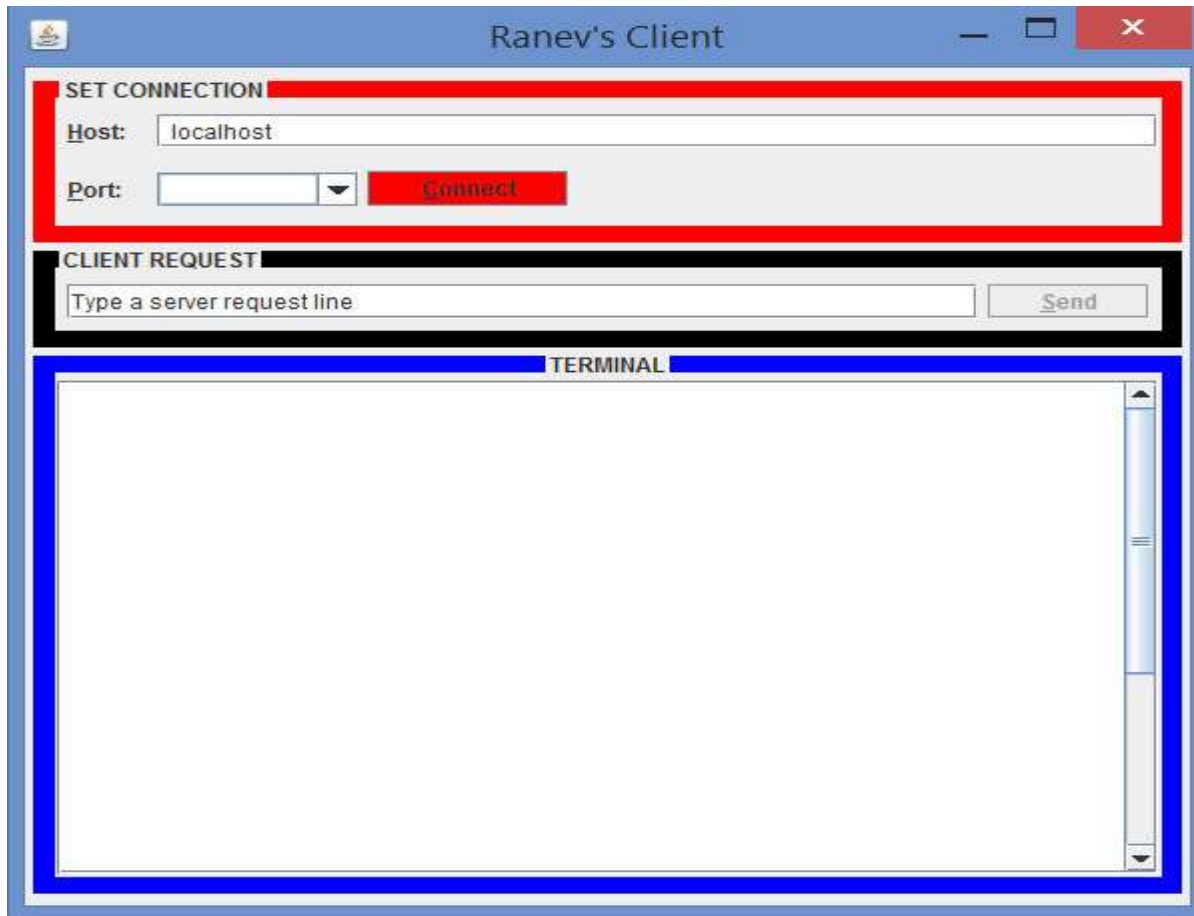 Ranev's Client
SET CONNECTION
Host: localhost
Port: Connect
CLIENT REQUEST
Type a server request line Send
TERMINAL